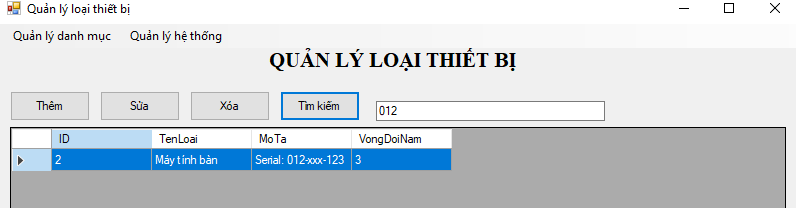 Quản lý loại thiết bị
Quản lý danh mục Quản lý hệ thống
QUẢN LÝ LOẠI THIẾT BỊ
Thêm Sửa Xóa Tìm kiếm 012
ID TenLoai MoTa VongDoiNam
2 Máy tính bàn Serial: 012-xxx-123 3